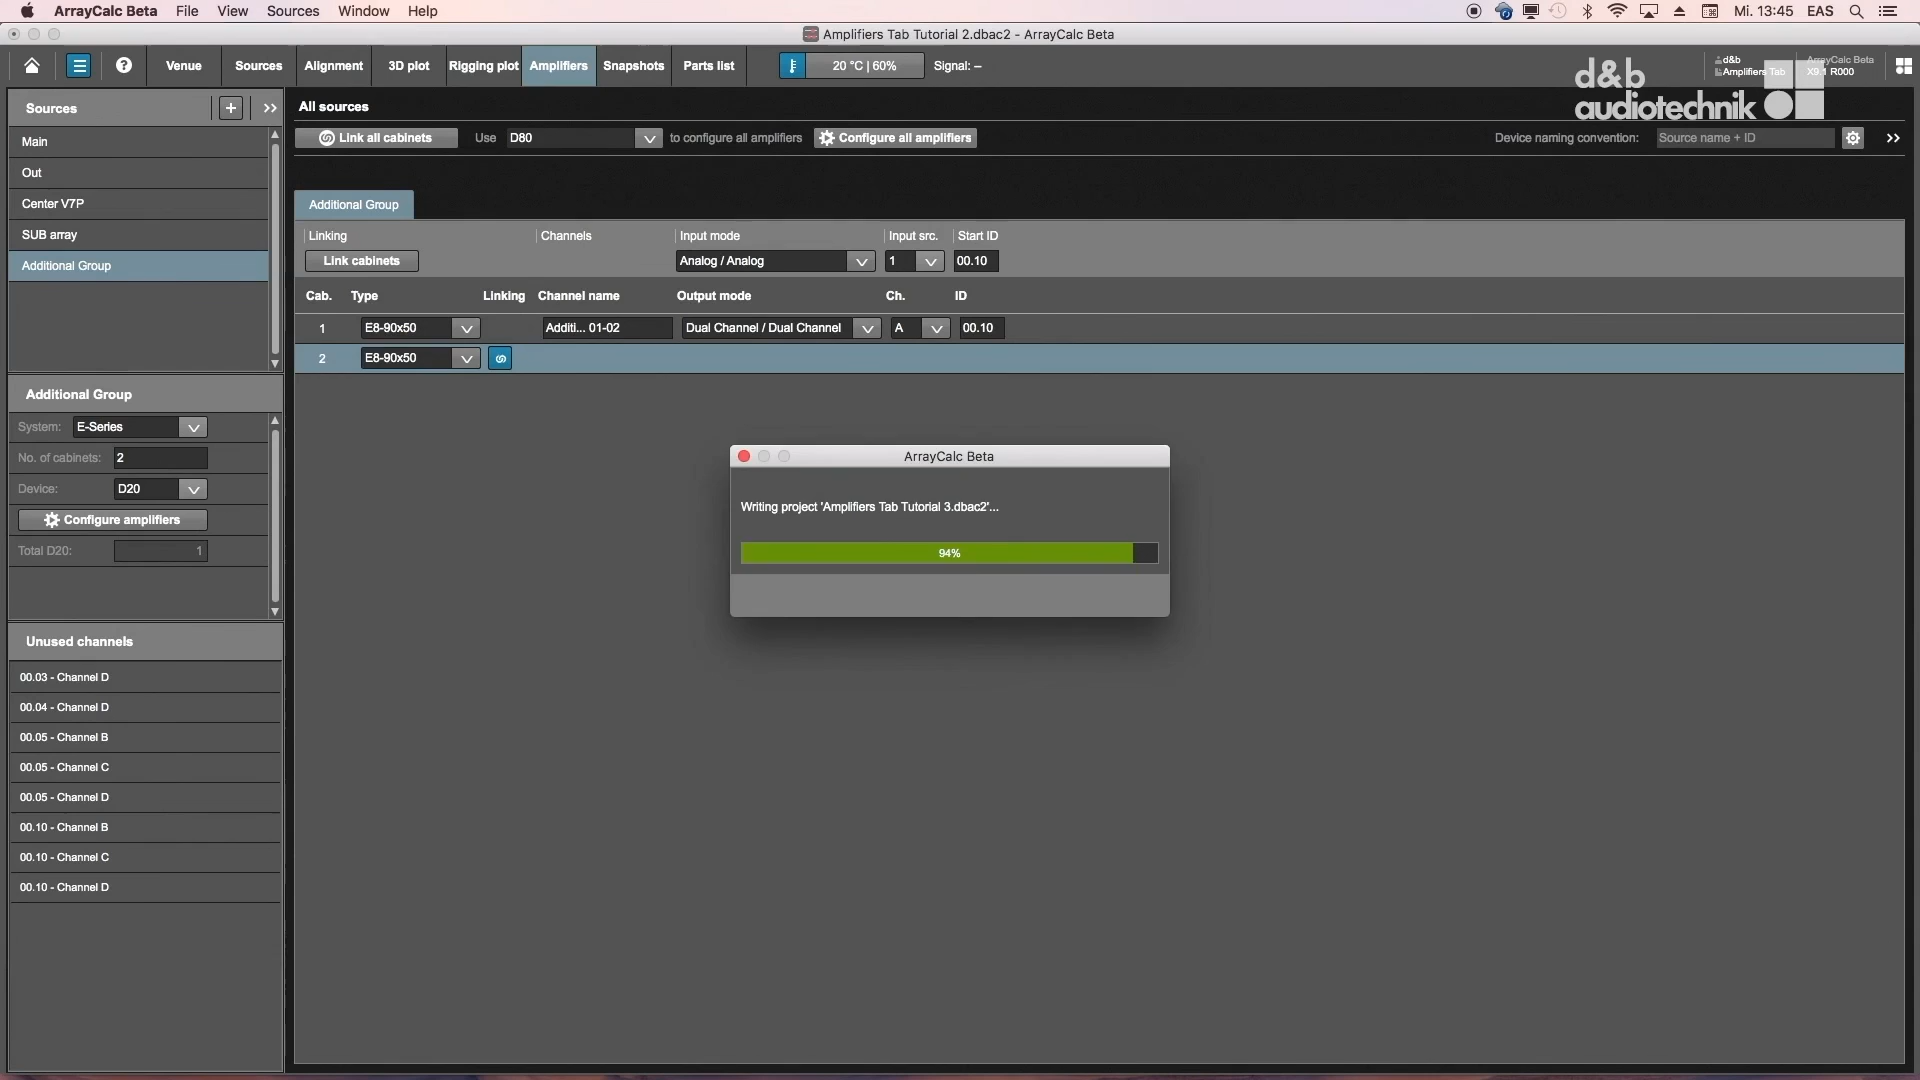 ArrayCalc Beta File View Sources Window Help Mi. 13:45 EAS
Amplifiers Tab Tutorial 2.dbac2 - ArrayCalc Beta
Venue Sources Alignment 3D plot Rigging plot Amplifiers Snapshots Parts list 20 °C | 60% Signal: –
d&b ArrayCalc Beta
Amplifiers Tab X9.1 R000
d&b
audiotechnik
Sources +
Main
Out
Center V7P
SUB array
Additional Group
All sources
Link all cabinets Use D80 to configure all amplifiers Configure all amplifiers Device naming convention: Source name + ID
Additional Group
Linking Channels Input mode Input src. Start ID
Link cabinets Analog / Analog 1 00.10
Cab. Type Linking Channel name Output mode Ch. ID
1 E8-90x50 Additi... 01-02 Dual Channel / Dual Channel A 00.10
2 E8-90x50
Additional Group
System: E-Series
No. of cabinets: 2
Device: D20
Configure amplifiers
Total D20: 1
Unused channels
00.03 - Channel D
00.04 - Channel D
00.05 - Channel B
00.05 - Channel C
00.05 - Channel D
00.10 - Channel B
00.10 - Channel C
00.10 - Channel D
ArrayCalc Beta
Writing project 'Amplifiers Tab Tutorial 3.dbac2'...
94%